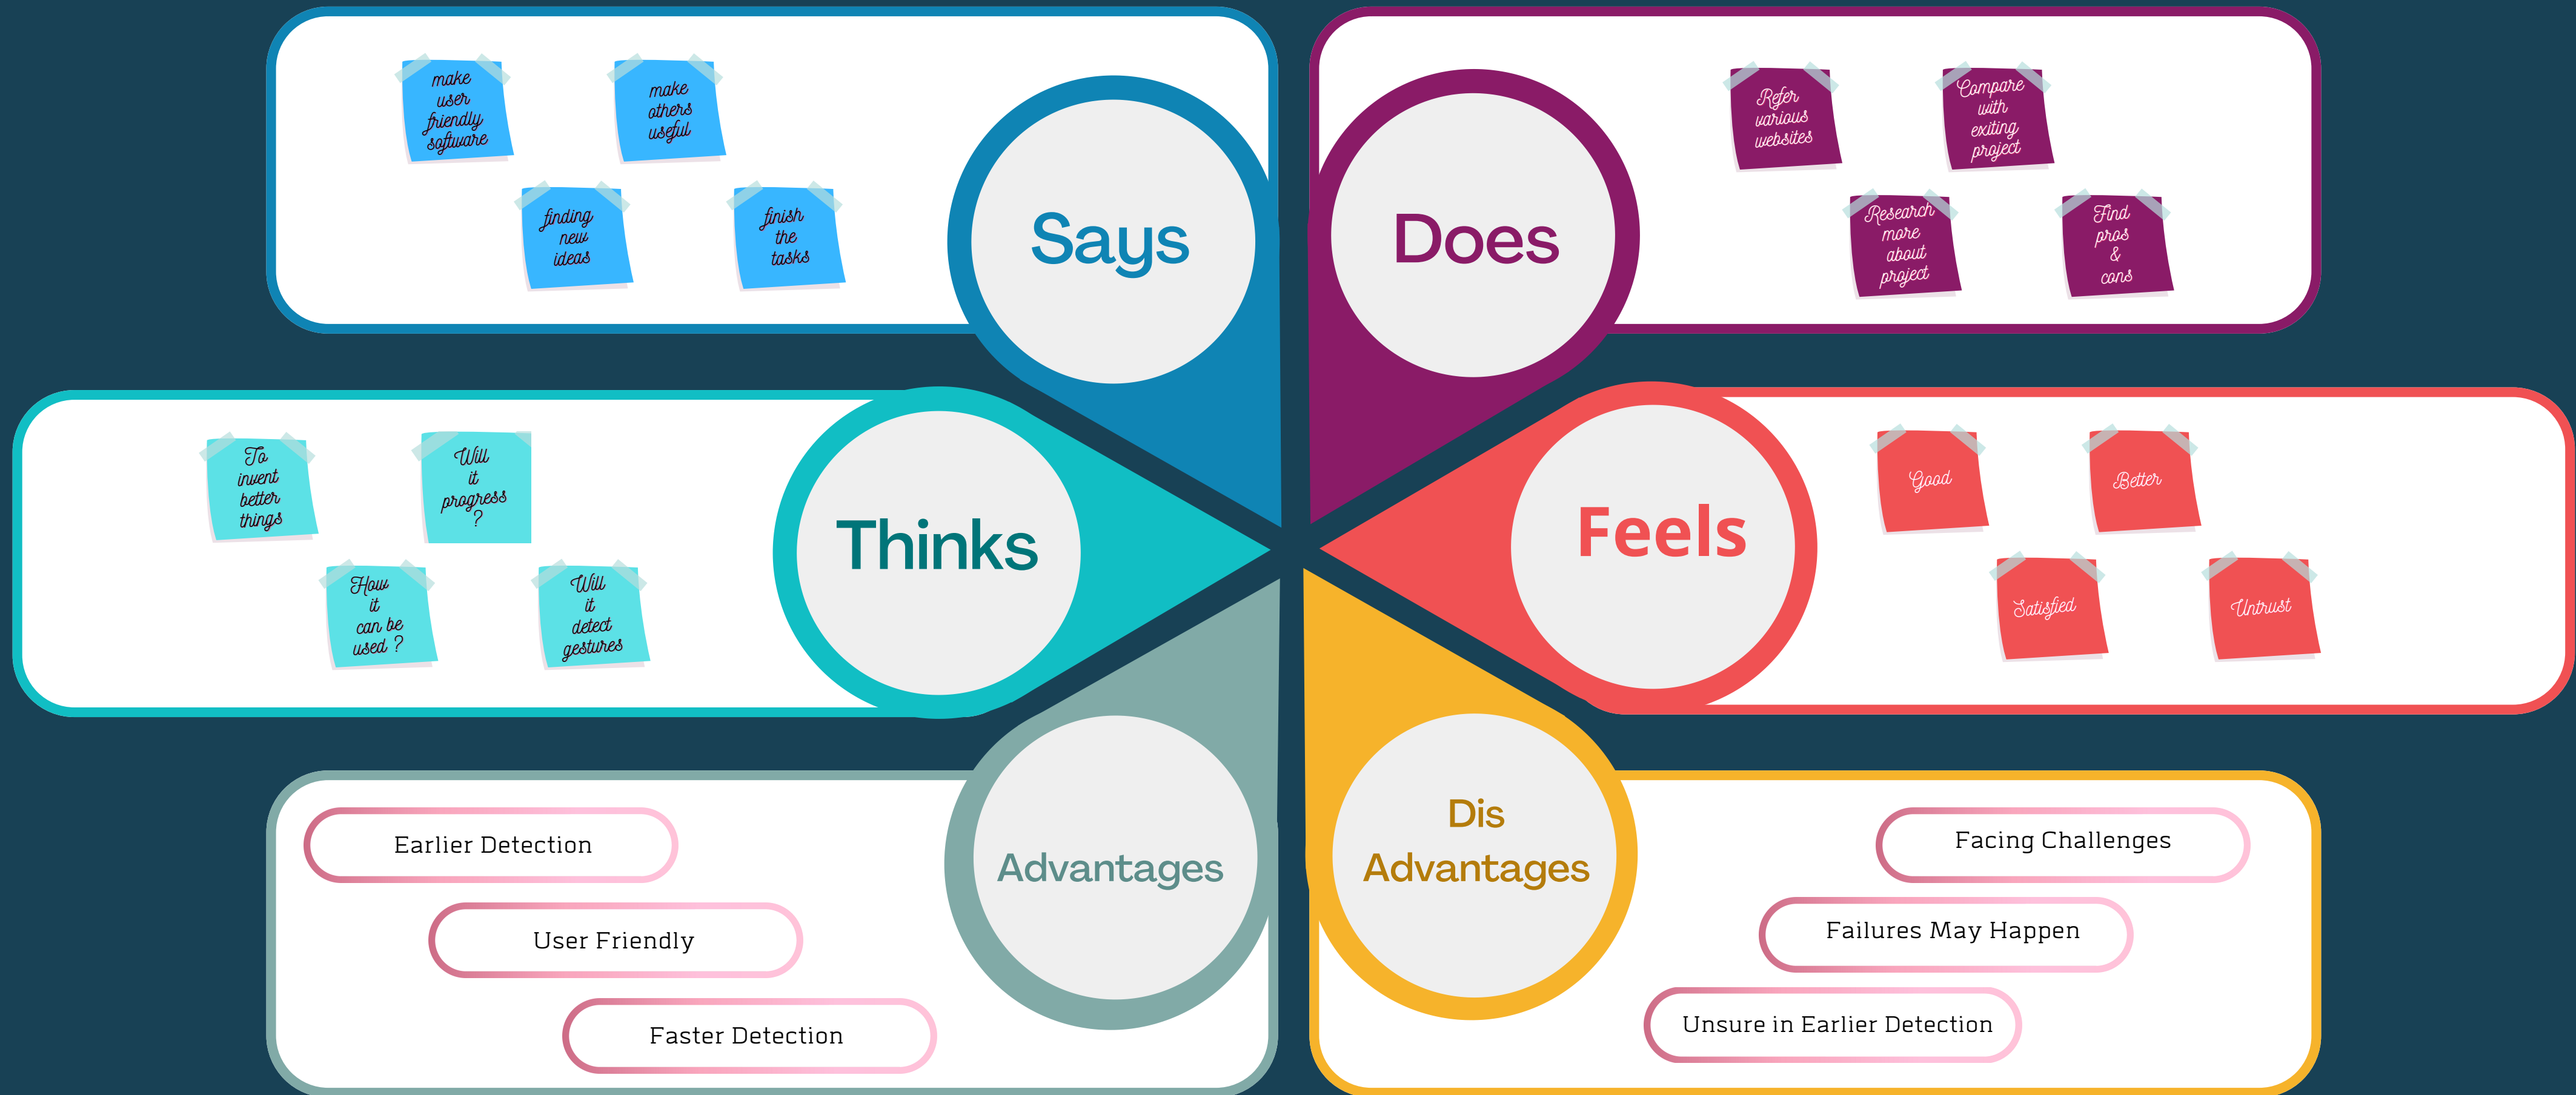 make
user
friendly
software
make
others
useful
finding
new
ideas
finish
the
tasks
Says
Does
Refer
various
websites
Compare
with
exiting
project
Research
more
about
project
Find
pros
&
cons
To
invent
better
things
Will
it
progress
?
How
it
can be
used ?
Will
it
detect
gestures
Thinks
Feels
Good
Better
Satisfied
Untrust
Earlier Detection
User Friendly
Faster Detection
Advantages
Dis
Advantages
Facing Challenges
Failures May Happen
Unsure in Earlier Detection